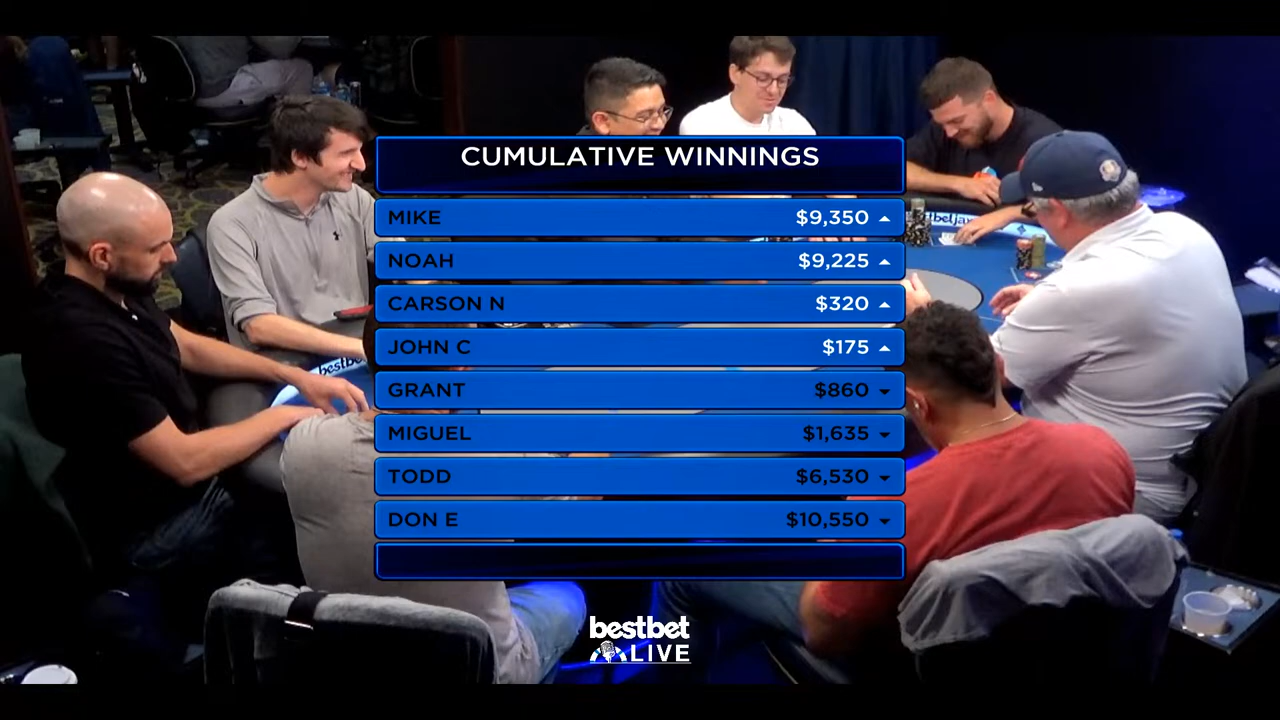 CUMULATIVE WINNINGS
MIKE $9,350
NOAH $9,225
CARSON N $320
JOHN C $175
GRANT $860
MIGUEL $1,635
TODD $6,530
DON E $10,550
bestbet
LIVE